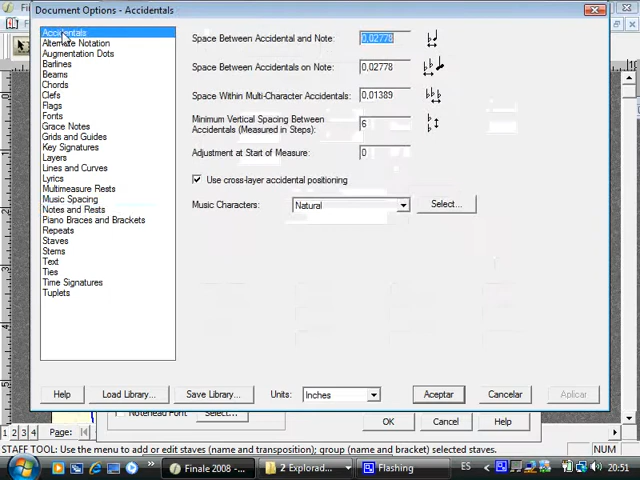 Document Options - Accidentals
Accidentals
Alternate Notation
Augmentation Dots
Barlines
Beams
Chords
Clefs
Flags
Fonts
Grace Notes
Grids and Guides
Key Signatures
Layers
Lines and Curves
Lyrics
Multimeasure Rests
Music Spacing
Notes and Rests
Piano Braces and Brackets
Repeats
Staves
Stems
Text
Ties
Time Signatures
Tuplets
Space Between Accidental and Note: 0,02778
Space Between Accidentals on Note: 0,02778
Space Within Multi-Character Accidentals: 0,01389
Minimum Vertical Spacing Between
Accidentals (Measured in Steps): 6
Adjustment at Start of Measure: 0
Use cross-layer accidental positioning
Music Characters: Natural Select...
Help Load Library... Save Library... Units: Inches Aceptar Cancelar Aplicar
Notehead Font Select...
OK Cancel Help
1 2 3 4 Page:
STAFF TOOL: Use the menu to add or edit staves (name and transposition); group (name and bracket) selected staves. NUM
Finale 2008 - ... 2 Explorad... Flashing ES 20:51